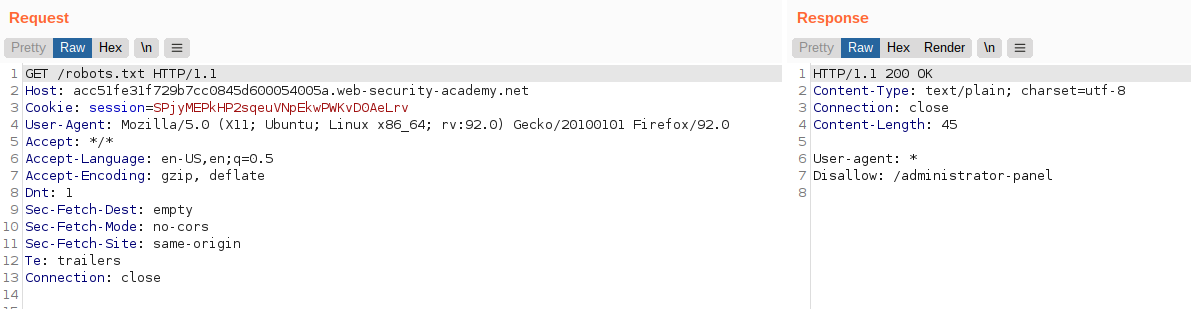 Request
Pretty Raw Hex \n
1 GET /robots.txt HTTP/1.1
2 Host: acc51fe31f729b7cc0845d600054005a.web-security-academy.net
3 Cookie: session=SPjyMEPkHP2sqeuVNpEkwPWKvDOAeLrv
4 User-Agent: Mozilla/5.0 (X11; Ubuntu; Linux x86_64; rv:92.0) Gecko/20100101 Firefox/92.0
5 Accept: */*
6 Accept-Language: en-US,en;q=0.5
7 Accept-Encoding: gzip, deflate
8 Dnt: 1
9 Sec-Fetch-Dest: empty
10 Sec-Fetch-Mode: no-cors
11 Sec-Fetch-Site: same-origin
12 Te: trailers
13 Connection: close
14
Response
Pretty Raw Hex Render \n
1 HTTP/1.1 200 OK
2 Content-Type: text/plain; charset=utf-8
3 Connection: close
4 Content-Length: 45
5
6 User-agent: *
7 Disallow: /administrator-panel
8